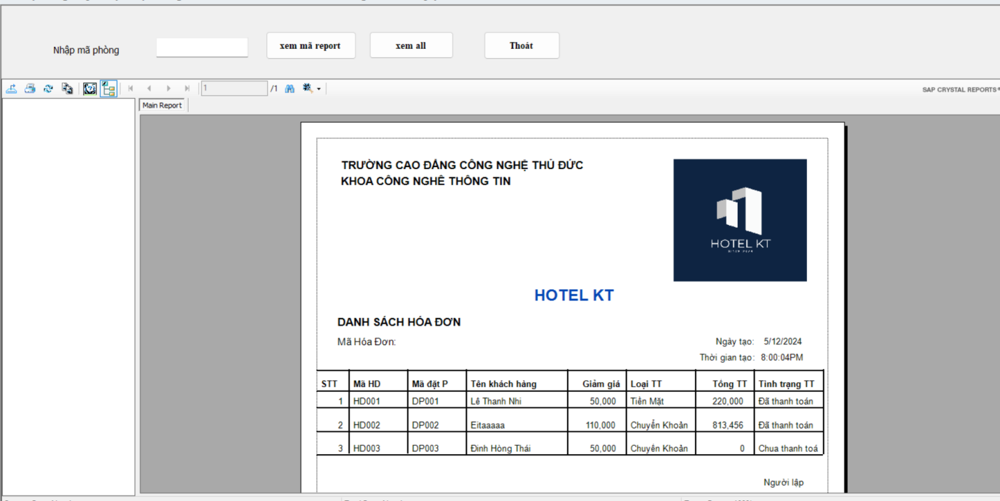 Nhập mã phòng
xem mã report
xem all
Thoát
1 /1
SAP CRYSTAL REPORTS®
Main Report
TRƯỜNG CAO ĐẲNG CÔNG NGHỆ THỦ ĐỨC
KHOA CÔNG NGHỆ THÔNG TIN
HOTEL KT
HOTEL KT
DANH SÁCH HÓA ĐƠN
Mã Hóa Đơn:
Ngày tạo: 5/12/2024
Thời gian tạo: 8:00:04PM
STT Mã HD Mã đặt P Tên khách hàng Giảm giá Loại TT Tổng TT Tình trạng TT
1 HD001 DP001 Lê Thanh Nhi 50,000 Tiền Mặt 220,000 Đã thanh toán
2 HD002 DP002 Eitaaaaa 110,000 Chuyển Khoản 813,456 Đã thanh toán
3 HD003 DP003 Đinh Hồng Thái 50,000 Chuyển Khoản 0 Chua thanh toá
Người lập